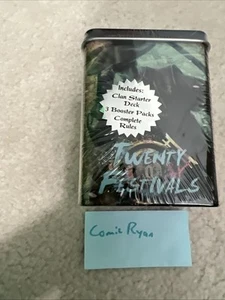 Includes:
Clan Starter
Deck
3 Booster Packs
Complete
Rules
Twenty
Festivals
Comic Ryan